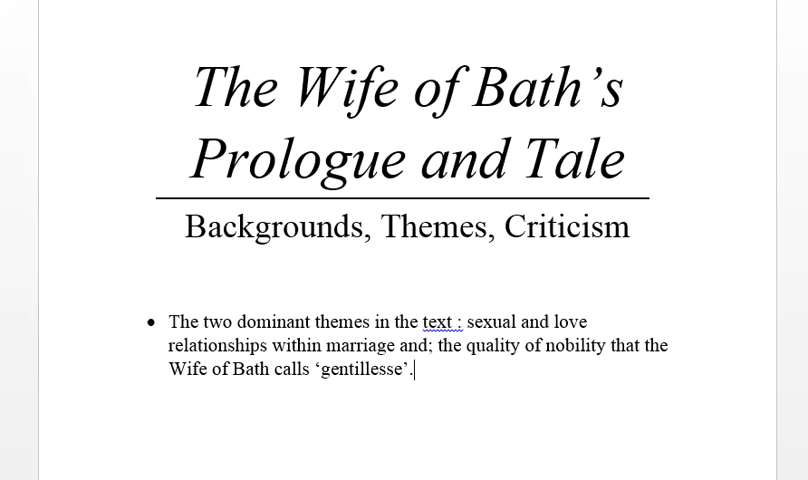 The Wife of Bath’s
Prologue and Tale
Backgrounds, Themes, Criticism
• The two dominant themes in the text : sexual and love
relationships within marriage and; the quality of nobility that the
Wife of Bath calls ‘gentillesse’.